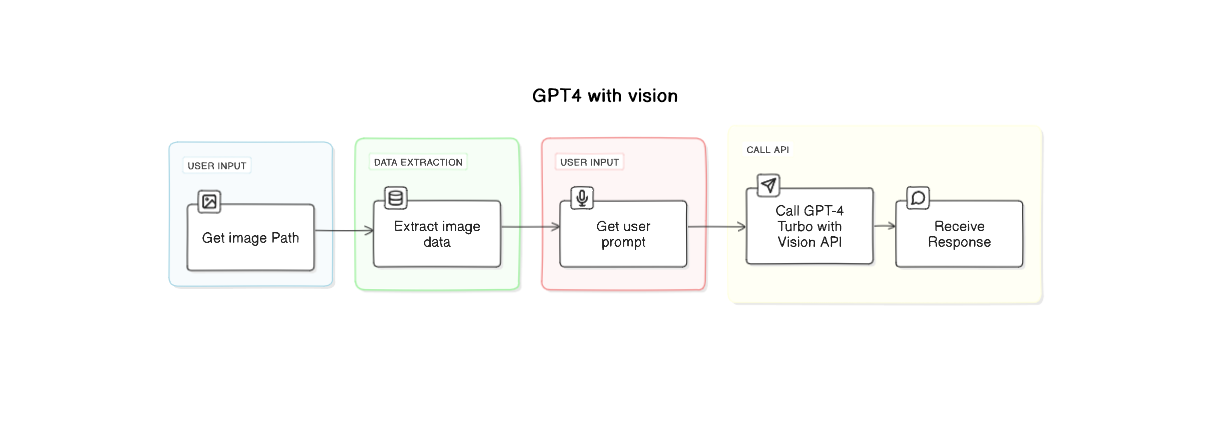 GPT4 with vision
USER INPUT
Get image Path
DATA EXTRACTION
Extract image
data
USER INPUT
Get user
prompt
CALL API
Call GPT-4
Turbo with
Vision API
Receive
Response